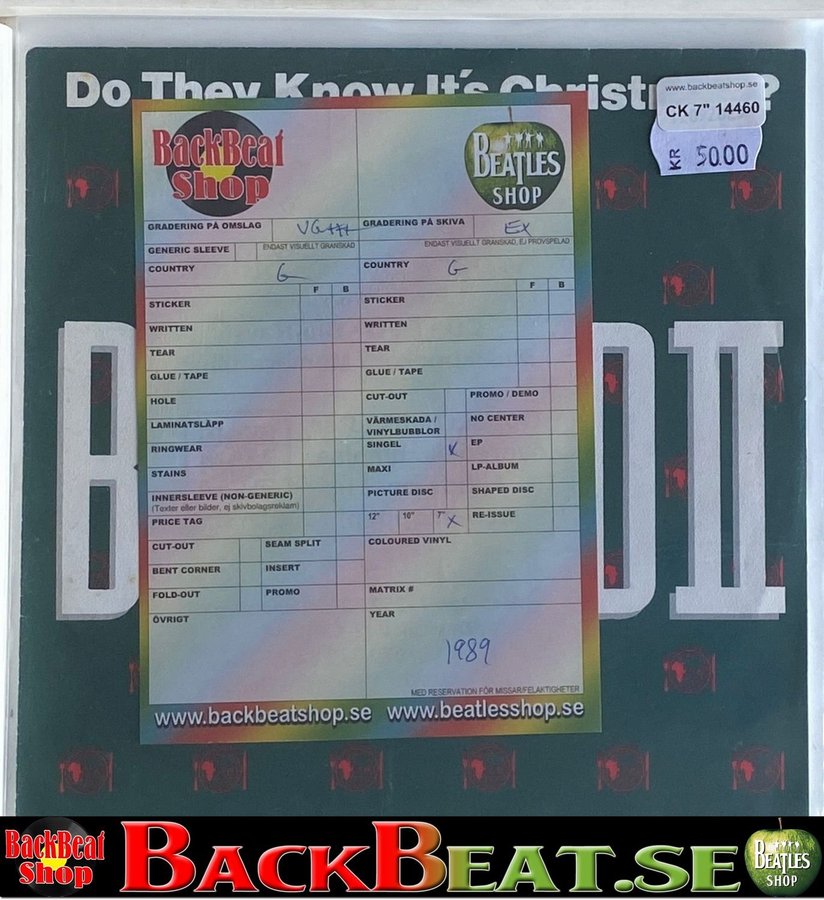 Do They Know It's Christmas?
www.backbeatshop.se
CK 7" 14460
KR 50.00
BackBeat
Shop
BEATLES
SHOP
GRADERING PÅ OMSLAG VG+++ GRADERING PÅ SKIVA EX
GENERIC SLEEVE ENDAST VISUELLT GRANSKAD ENDAST VISUELLT GRANSKAD, EJ PROVSPELAD
COUNTRY G COUNTRY G
F B F B
STICKER STICKER
WRITTEN WRITTEN
TEAR TEAR
GLUE / TAPE GLUE / TAPE
HOLE CUT-OUT PROMO / DEMO
LAMINATSLÄPP VÄRMESKADA / VINYLBUBBLOR NO CENTER
RINGWEAR SINGEL X EP
STAINS MAXI LP-ALBUM
INNERSLEEVE (NON-GENERIC) PICTURE DISC SHAPED DISC
(Texter eller bilder, ej skivbolagsreklam)
PRICE TAG 12" 10" 7" X RE-ISSUE
CUT-OUT SEAM SPLIT COLOURED VINYL
BENT CORNER INSERT
FOLD-OUT PROMO MATRIX #
ÖVRIGT YEAR
1989
MED RESERVATION FÖR MISSAR/FELAKTIGHETER
www.backbeatshop.se www.beatlesshop.se
B D II
BackBeat
Shop
BACKBEAT.SE
BEATLES
SHOP